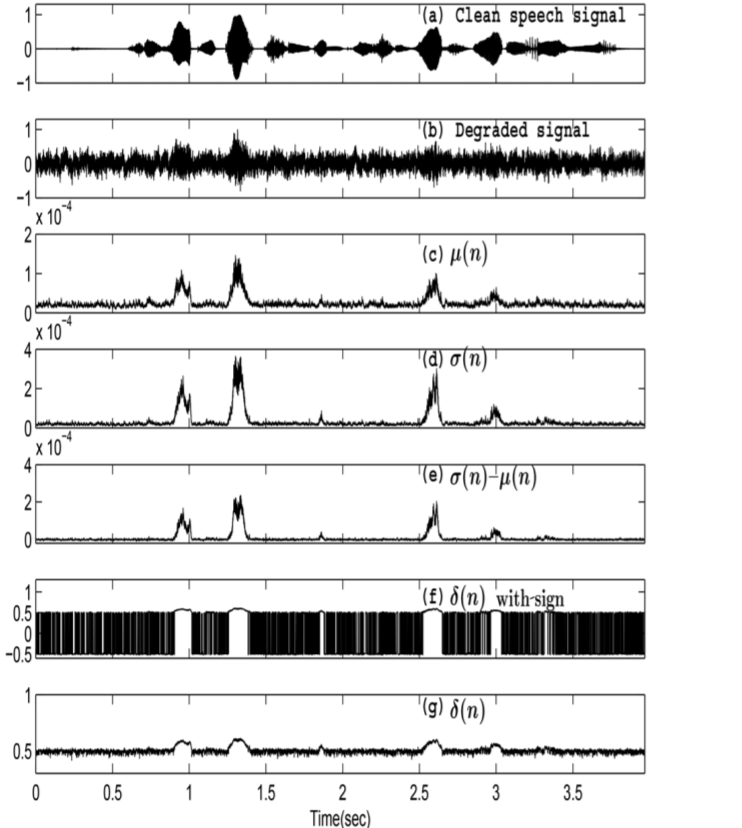 (a) Clean speech signal
1
0
−1
(b) Degraded signal
1
0
−1
x 10⁻⁴
(c) μ(n)
2
1
0
x 10⁻⁴
(d) σ(n)
4
2
0
x 10⁻⁴
(e) σ(n)−μ(n)
4
2
0
(f) δ(n) with-sign
1
0.5
0
−0.5
(g) δ(n)
1
0.5
0 0.5 1 1.5 2 2.5 3 3.5
Time(sec)